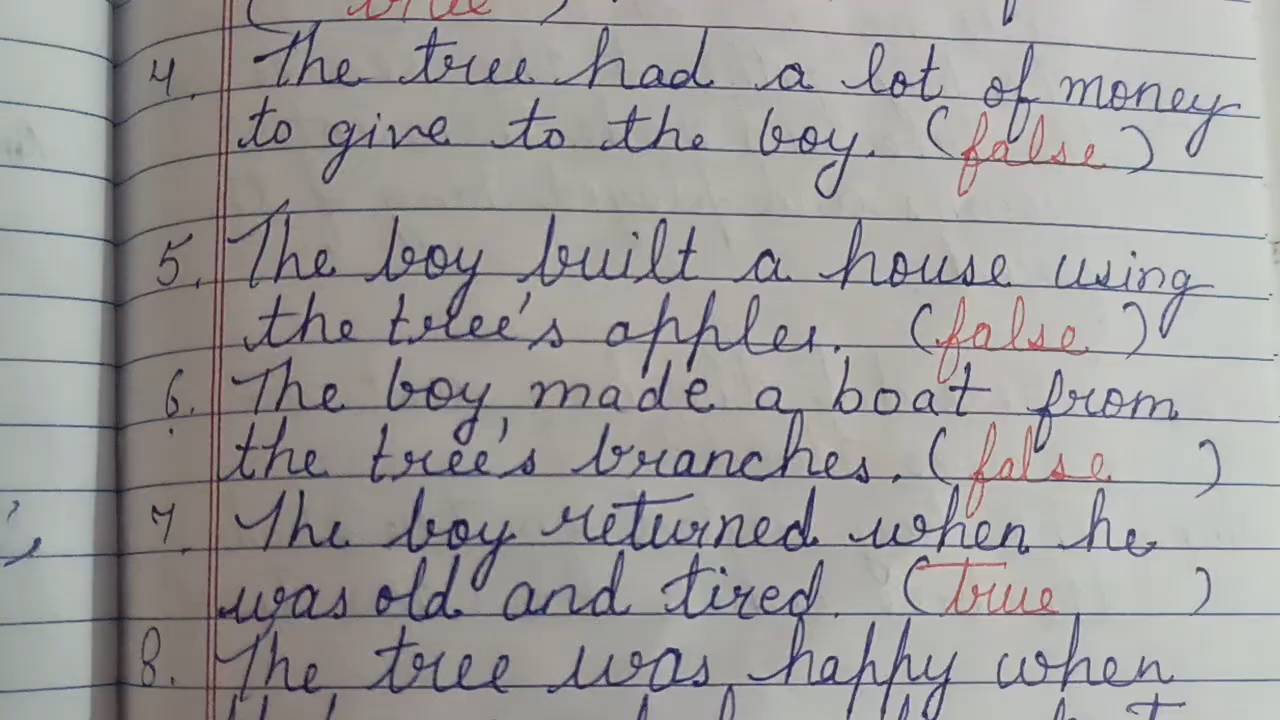 ( true )
4. The tree had a lot of money
to give to the boy. (false)
5. The boy built a house using
the tree's apples. (false)
6. The boy made a boat from
the tree's branches. (false )
7. The boy returned when he
was old and tired. (true )
8. The tree was happy when